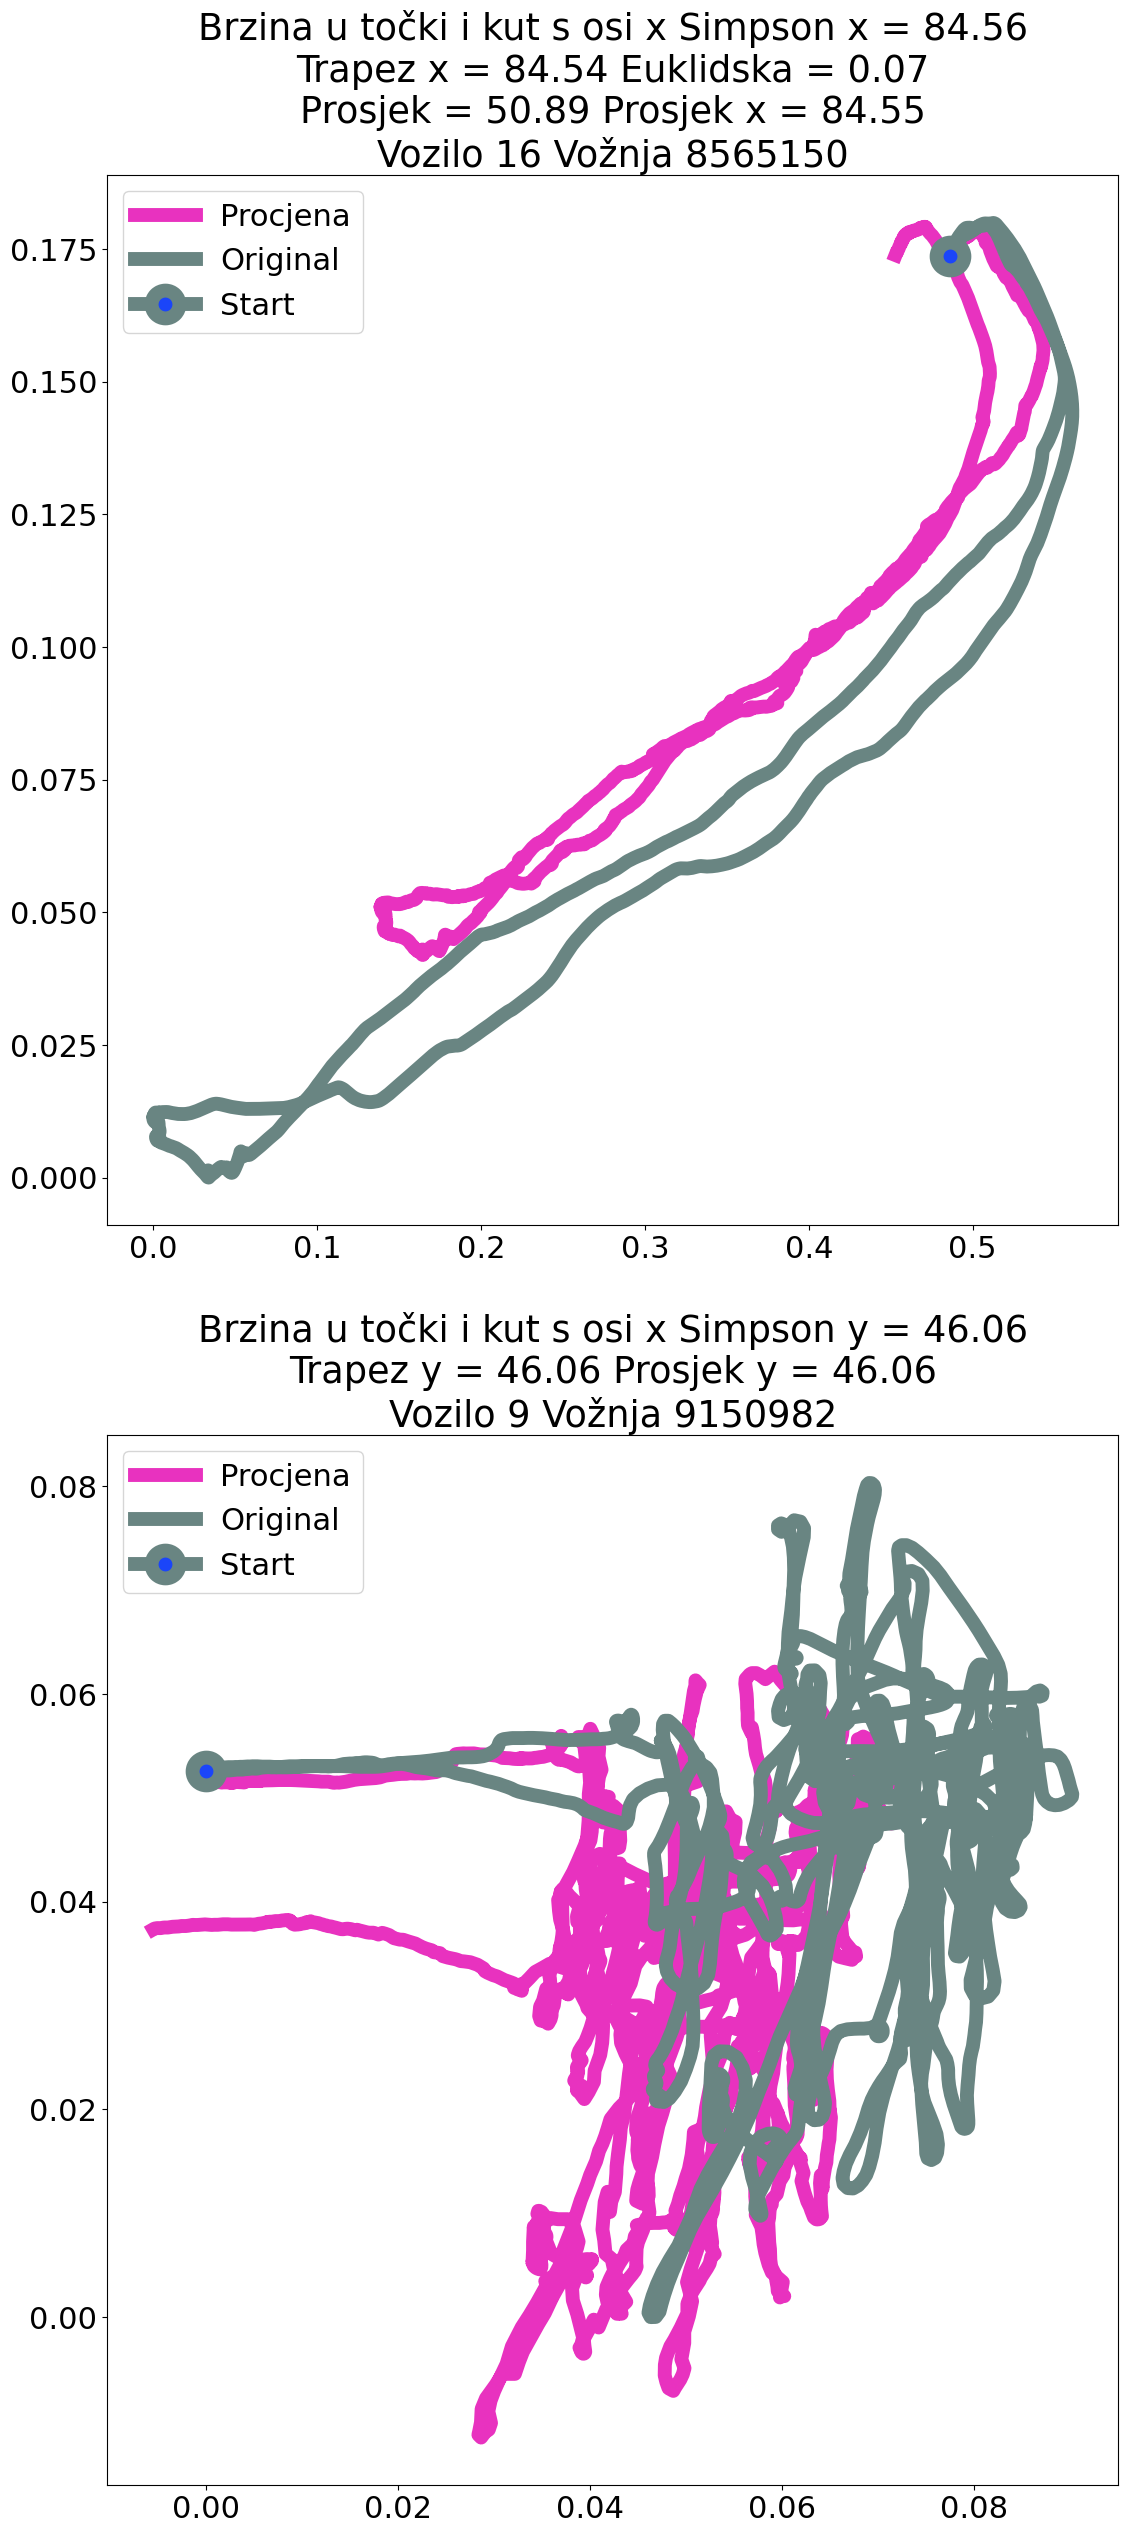 Brzina u točki i kut s osi x Simpson x = 84.56
Trapez x = 84.54 Euklidska = 0.07
Prosjek = 50.89 Prosjek x = 84.55
Vozilo 16 Vožnja 8565150
Procjena
Original
Start
0.175
0.150
0.125
0.100
0.075
0.050
0.025
0.000
0.0 0.1 0.2 0.3 0.4 0.5
Brzina u točki i kut s osi x Simpson y = 46.06
Trapez y = 46.06 Prosjek y = 46.06
Vozilo 9 Vožnja 9150982
Procjena
Original
Start
0.08
0.06
0.04
0.02
0.00
0.00 0.02 0.04 0.06 0.08